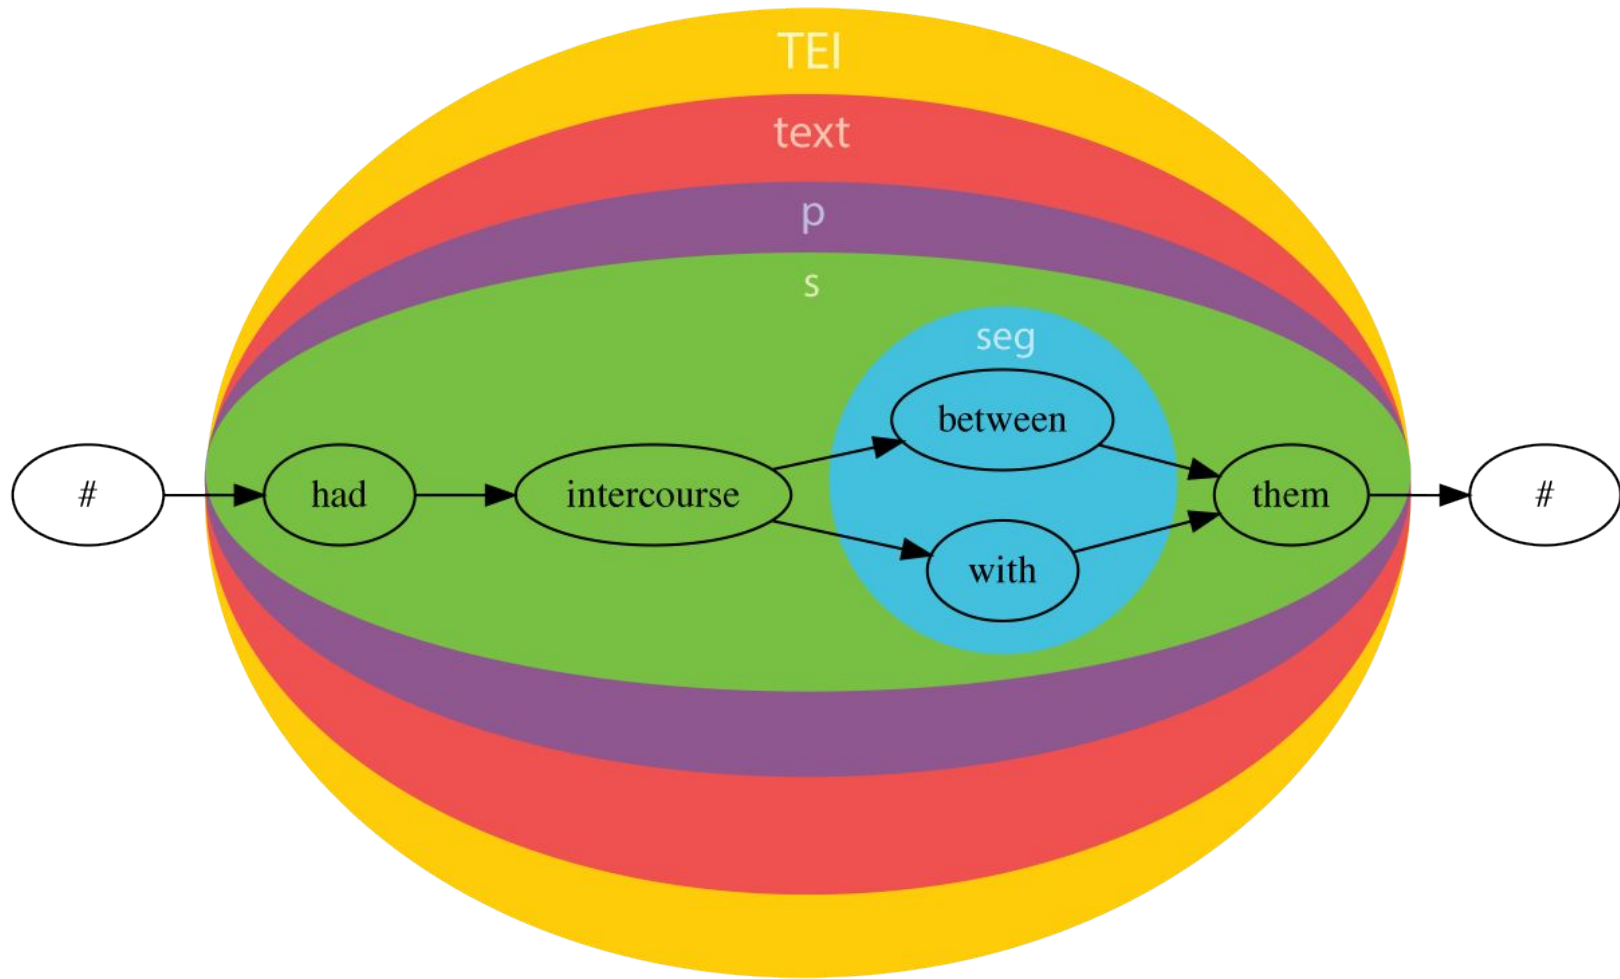 TEI
text
p
s
seg
between
# had intercourse them #
with